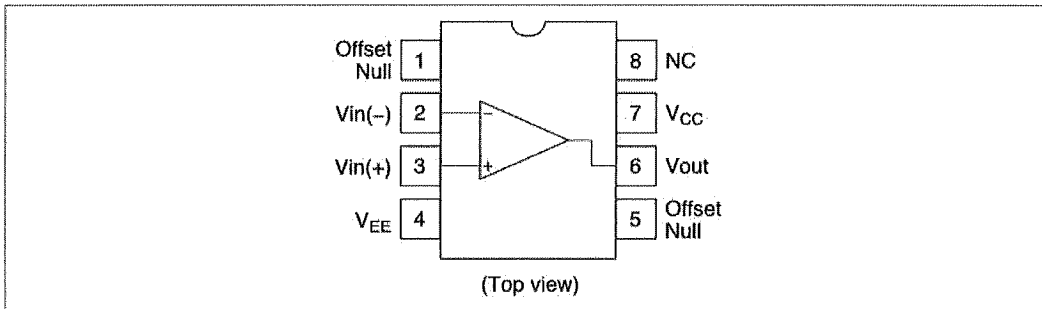 Offset
Null 1
8 NC
Vin(−) 2
−
7 VCC
Vin(+) 3
+
6 Vout
VEE 4
5 Offset
Null
(Top view)